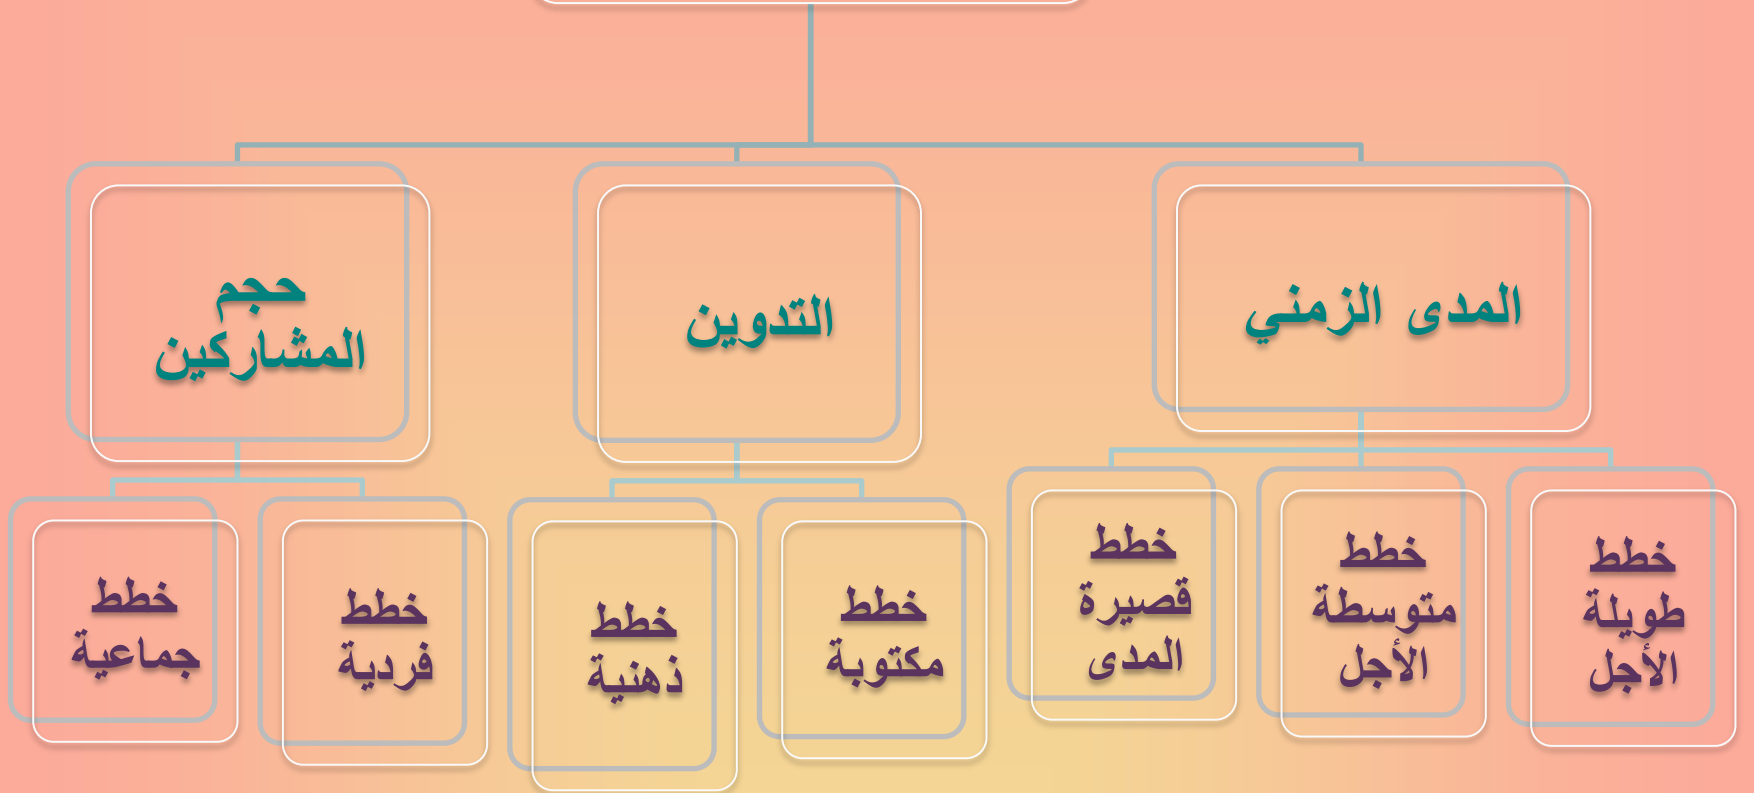 المدى الزمني
التدوين
حجم
المشاركين
خطط
طويلة
الأجل
خطط
متوسطة
الأجل
خطط
قصيرة
المدى
خطط
مكتوبة
خطط
ذهنية
خطط
فردية
خطط
جماعية